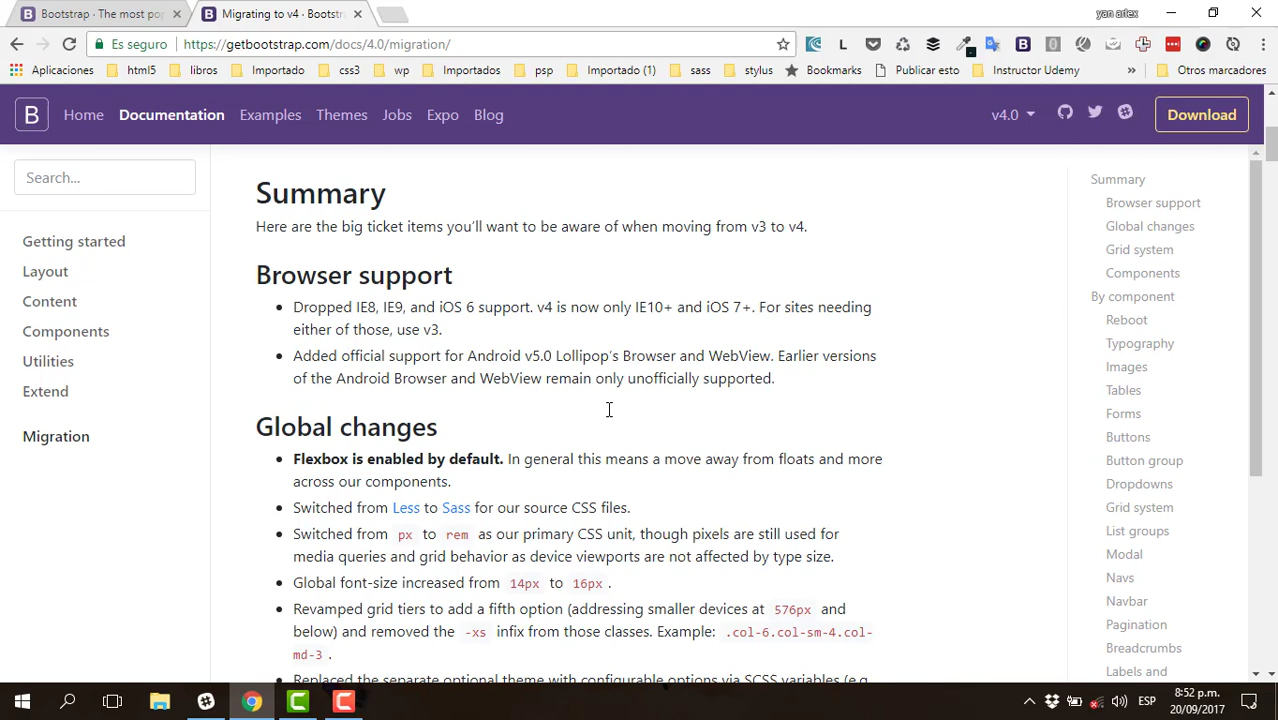 Bootstrap · The most pop
Migrating to v4 · Bootstr
yan artex
Es seguro
https://getbootstrap.com/docs/4.0/migration/
Aplicaciones
html5
libros
Importado
css3
wp
Importados
psp
Importado (1)
sass
stylus
Bookmarks
Publicar esto
Instructor Udemy
»
Otros marcadores
B
Home
Documentation
Examples
Themes
Jobs
Expo
Blog
v4.0
Download
Search...
Getting started
Layout
Content
Components
Utilities
Extend
Migration
Summary
Here are the big ticket items you’ll want to be aware of when moving from v3 to v4.
Browser support
• Dropped IE8, IE9, and iOS 6 support. v4 is now only IE10+ and iOS 7+. For sites needing
either of those, use v3.
• Added official support for Android v5.0 Lollipop’s Browser and WebView. Earlier versions
of the Android Browser and WebView remain only unofficially supported.
Global changes
• Flexbox is enabled by default. In general this means a move away from floats and more
across our components.
• Switched from Less to Sass for our source CSS files.
• Switched from px to rem as our primary CSS unit, though pixels are still used for
media queries and grid behavior as device viewports are not affected by type size.
• Global font-size increased from 14px to 16px .
• Revamped grid tiers to add a fifth option (addressing smaller devices at 576px and
below) and removed the -xs infix from those classes. Example: .col-6.col-sm-4.col-
md-3 .
• Replaced the separate optional theme with configurable options via SCSS variables (e.g.
Summary
Browser support
Global changes
Grid system
Components
By component
Reboot
Typography
Images
Tables
Forms
Buttons
Button group
Dropdowns
Grid system
List groups
Modal
Navs
Navbar
Pagination
Breadcrumbs
Labels and
ESP
8:52 p.m.
20/09/2017